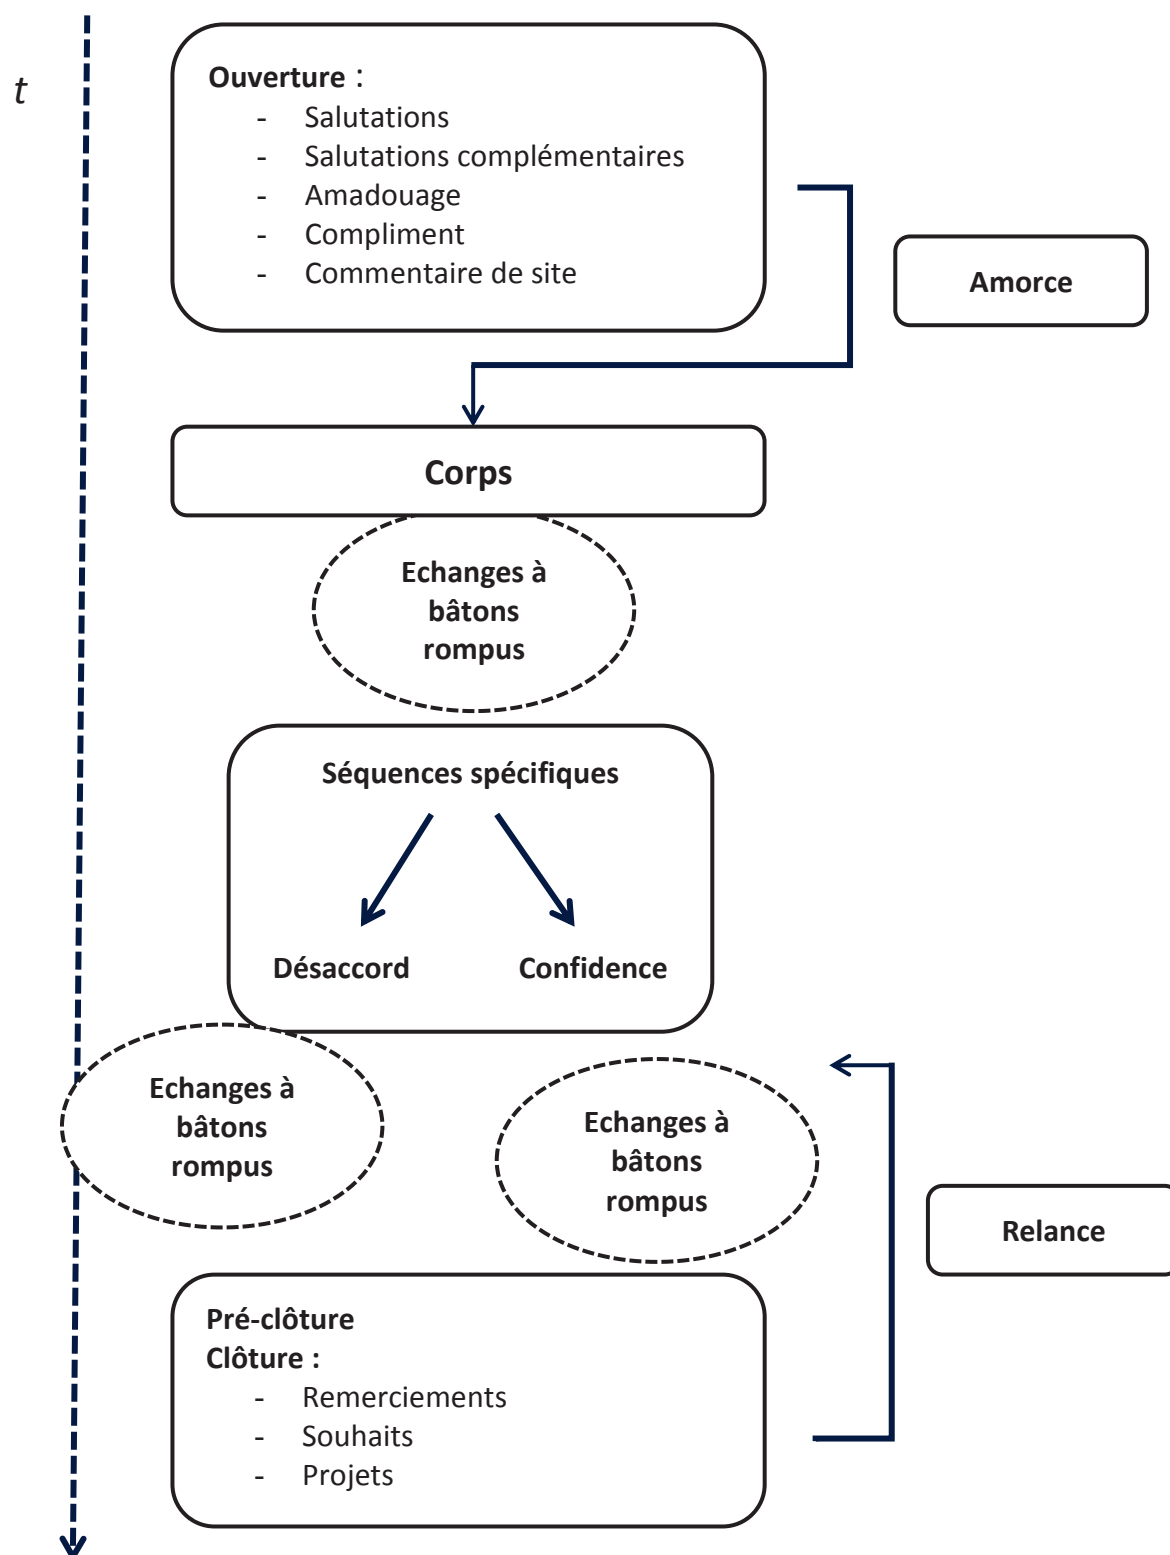 t
Ouverture :
- Salutations
- Salutations complémentaires
- Amadouage
- Compliment
- Commentaire de site
Amorce
Corps
Echanges à
bâtons
rompus
Séquences spécifiques
Désaccord
Confidence
Echanges à
bâtons
rompus
Echanges à
bâtons
rompus
Relance
Pré-clôture
Clôture :
- Remerciements
- Souhaits
- Projets